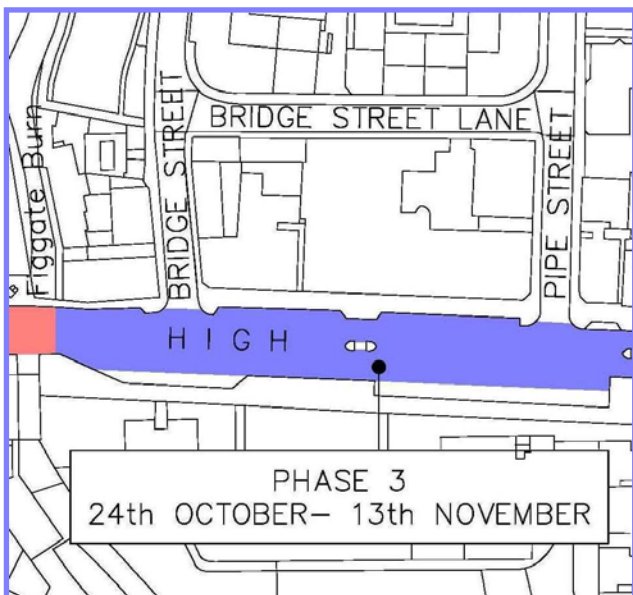 BRIDGE STREET LANE
Figgate Burn
BRIDGE STREET
PIPE STREET
HIGH
PHASE 3
24th OCTOBER– 13th NOVEMBER